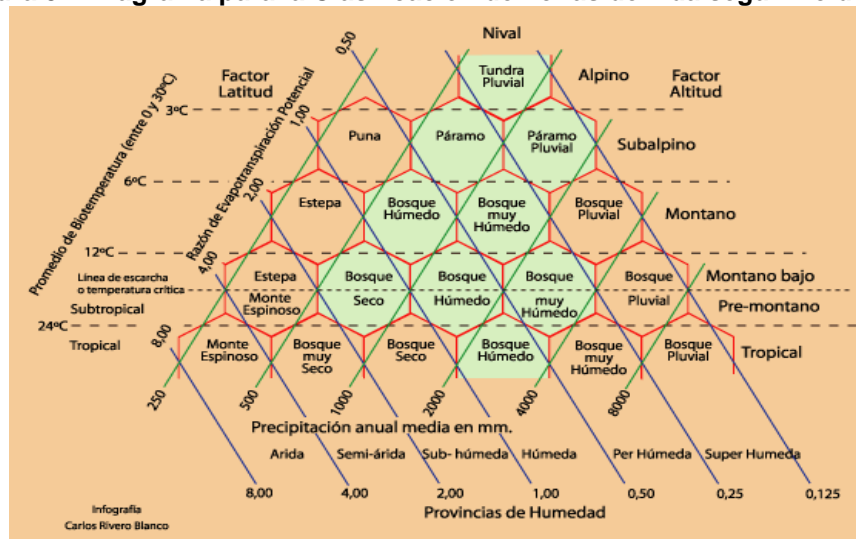 Nival
0,50
Tundra Pluvial
Alpino
Factor Latitud
Factor Altitud
Promedio de Biotemperatura (entre 0 y 30ºC)
Razón de Evapotranspiración Potencial
3ºC
1,00
Puna
Páramo
Páramo Pluvial
Subalpino
6ºC
2,00
Estepa
Bosque Húmedo
Bosque muy Húmedo
Bosque Pluvial
Montano
12ºC
4,00
Línea de escarcha o temperatura crítica
Estepa
Bosque
Bosque
Bosque
Bosque
Montano bajo
Subtropical
Monte Espinoso
Seco
Húmedo
muy Húmedo
Pluvial
Pre-montano
24ºC
8,00
Tropical
Monte Espinoso
Bosque muy Seco
Bosque Seco
Bosque Húmedo
Bosque muy Húmedo
Bosque Pluvial
Tropical
250
500
1000
2000
4000
8000
Precipitación anual media en mm.
Arida
Semi-árida
Sub- húmeda
Húmeda
Per Húmeda
Super Humeda
8,00
4,00
2,00
1,00
0,50
0,25
0,125
Provincias de Humedad
Infografía
Carlos Rivero Blanco